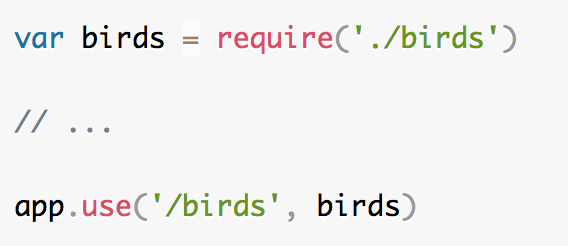 var birds = require('./birds')
// ...
app.use('/birds', birds)